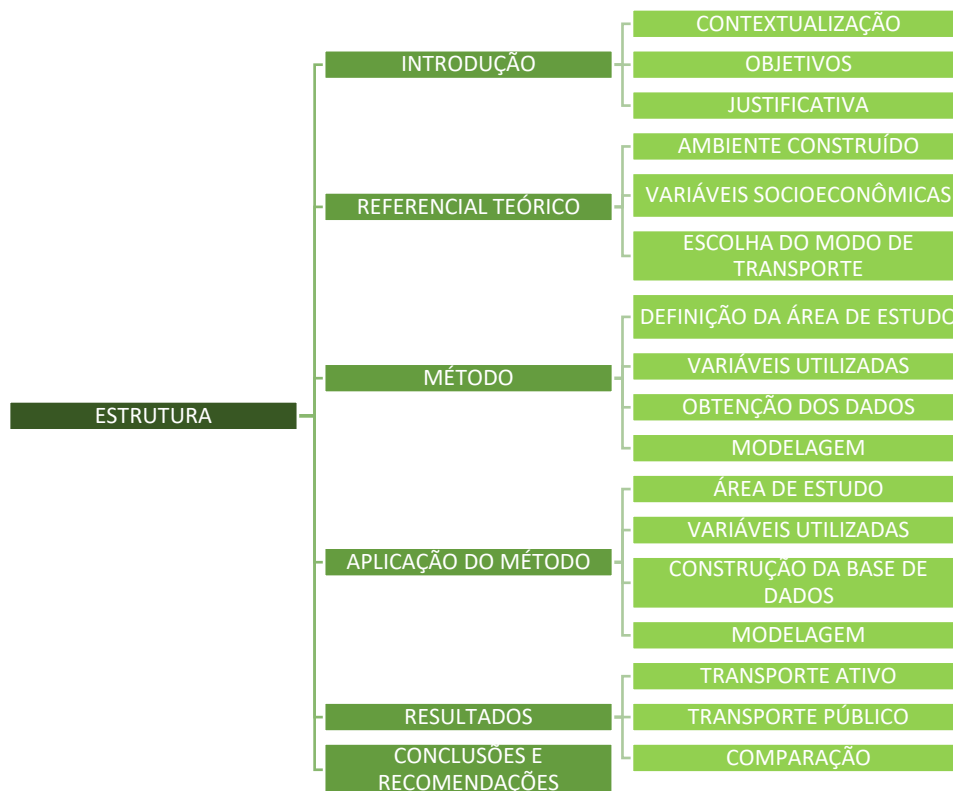 ESTRUTURA
INTRODUÇÃO
CONTEXTUALIZAÇÃO
OBJETIVOS
JUSTIFICATIVA
REFERENCIAL TEÓRICO
AMBIENTE CONSTRUÍDO
VARIÁVEIS SOCIOECONÔMICAS
ESCOLHA DO MODO DE
TRANSPORTE
MÉTODO
DEFINIÇÃO DA ÁREA DE ESTUDO
VARIÁVEIS UTILIZADAS
OBTENÇÃO DOS DADOS
MODELAGEM
APLICAÇÃO DO MÉTODO
ÁREA DE ESTUDO
VARIÁVEIS UTILIZADAS
CONSTRUÇÃO DA BASE DE
DADOS
MODELAGEM
RESULTADOS
TRANSPORTE ATIVO
TRANSPORTE PÚBLICO
COMPARAÇÃO
CONCLUSÕES E
RECOMENDAÇÕES